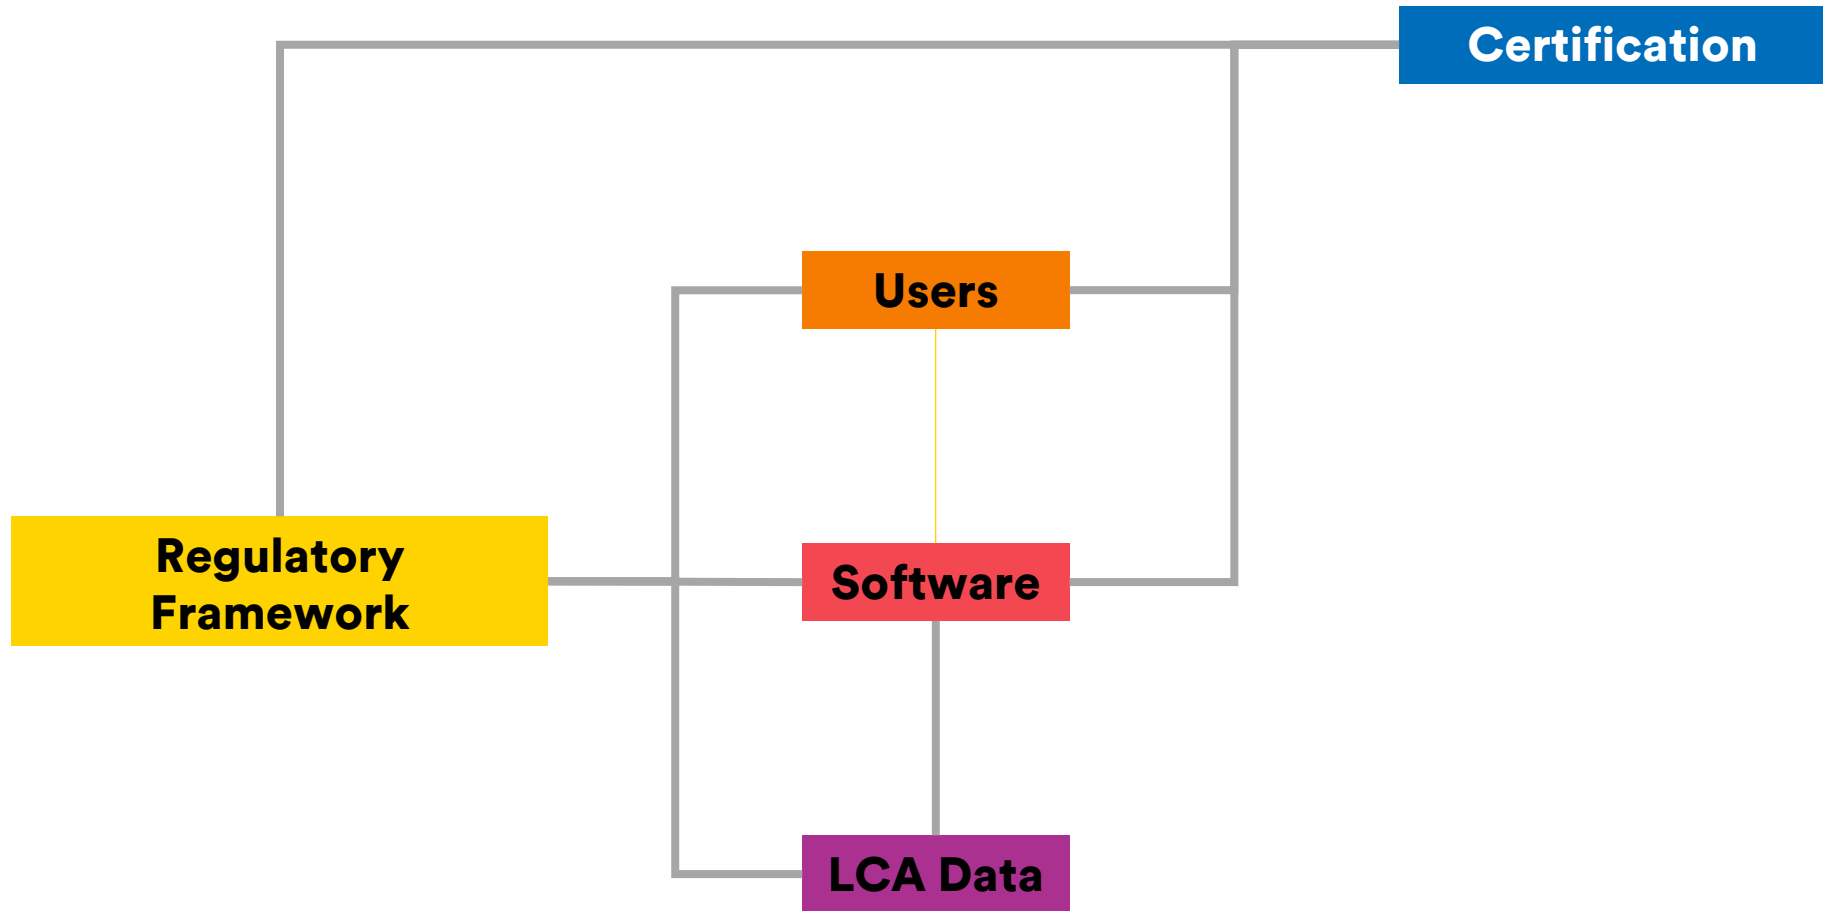 Certification
Users
Regulatory
Framework
Software
LCA Data